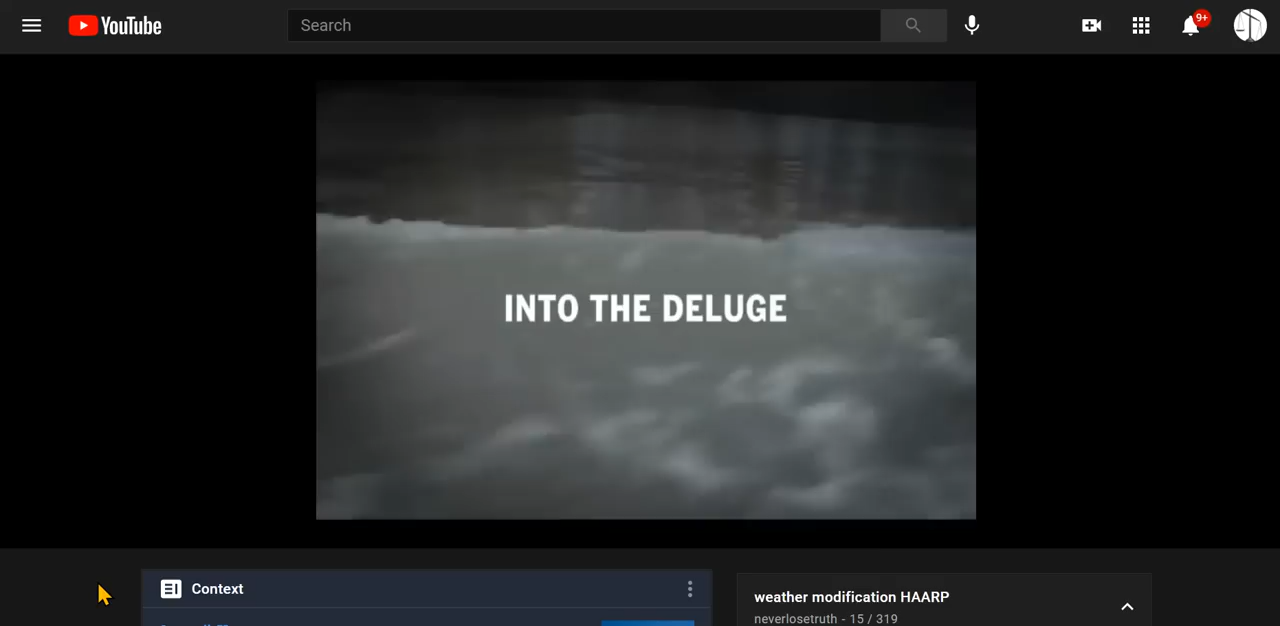 YouTube
Search
9+
INTO THE DELUGE
Context
weather modification HAARP
neverlosetruth - 15 / 319